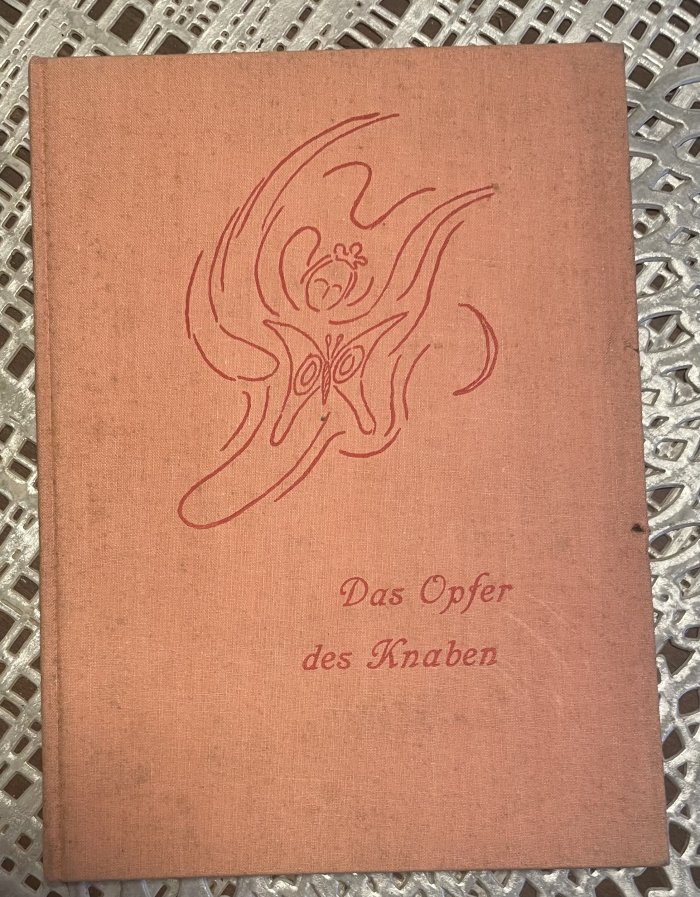 Das Opfer
des Knaben